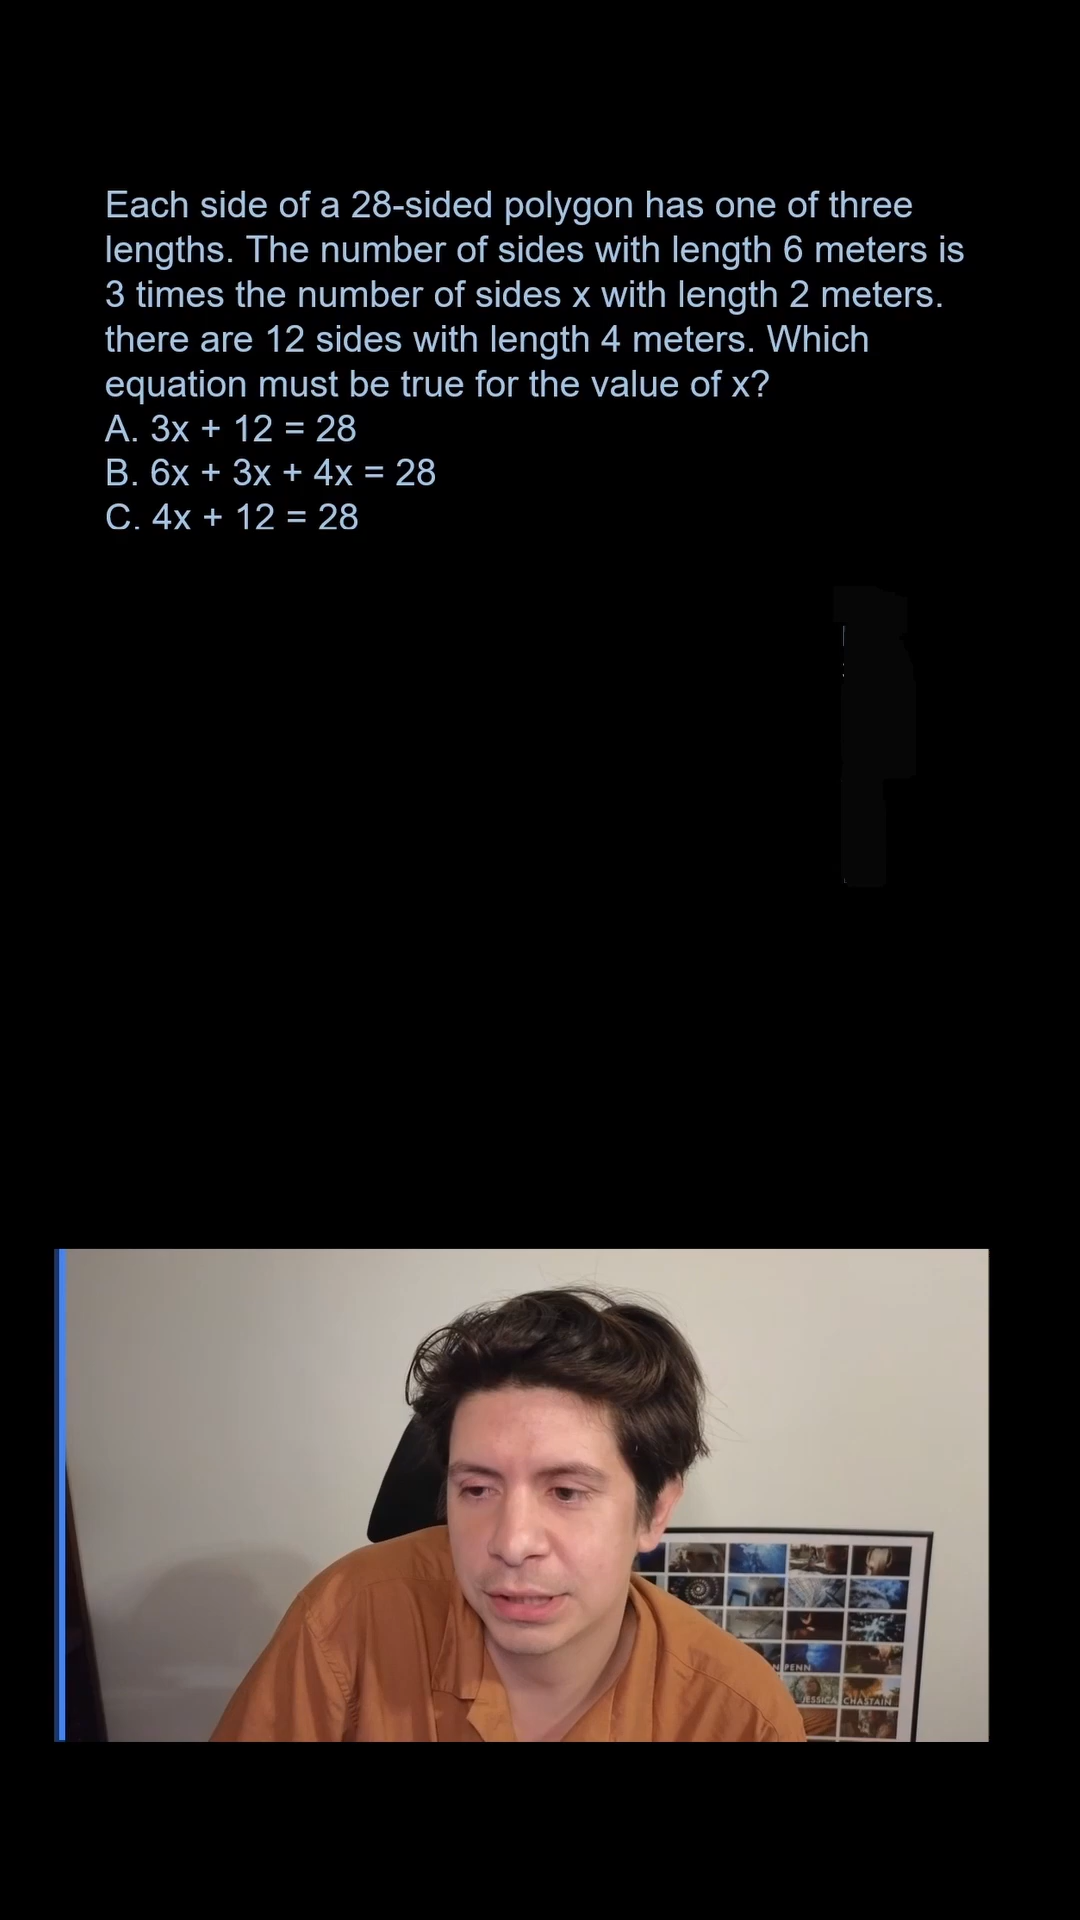 Each side of a 28-sided polygon has one of three
lengths. The number of sides with length 6 meters is
3 times the number of sides x with length 2 meters.
there are 12 sides with length 4 meters. Which
equation must be true for the value of x?
A. 3x + 12 = 28
B. 6x + 3x + 4x = 28
C. 4x + 12 = 28
N PENN
JESSICA CHASTAIN